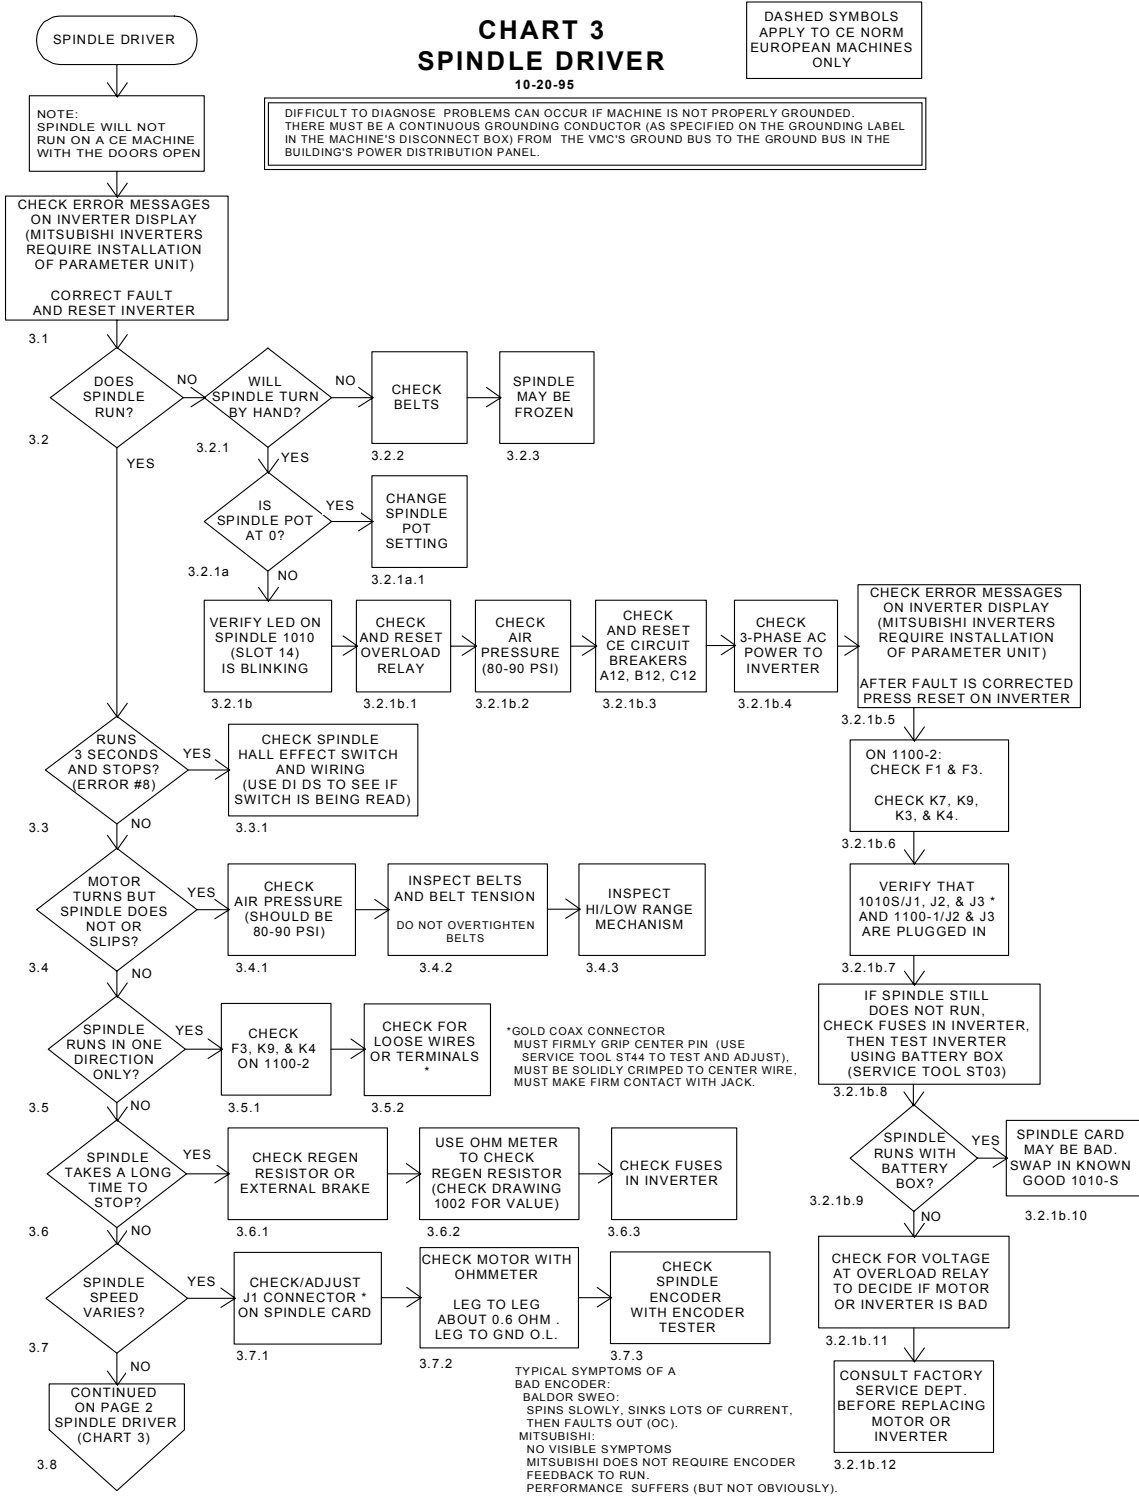 CHART 3
SPINDLE DRIVER
10-20-95
DASHED SYMBOLS
APPLY TO CE NORM
EUROPEAN MACHINES
ONLY
DIFFICULT TO DIAGNOSE PROBLEMS CAN OCCUR IF MACHINE IS NOT PROPERLY GROUNDED.
THERE MUST BE A CONTINUOUS GROUNDING CONDUCTOR (AS SPECIFIED ON THE GROUNDING LABEL
IN THE MACHINE'S DISCONNECT BOX) FROM THE VMC'S GROUND BUS TO THE GROUND BUS IN THE
BUILDING'S POWER DISTRIBUTION PANEL.
SPINDLE DRIVER
NOTE:
SPINDLE WILL NOT
RUN ON A CE MACHINE
WITH THE DOORS OPEN
CHECK ERROR MESSAGES
ON INVERTER DISPLAY
(MITSUBISHI INVERTERS
REQUIRE INSTALLATION
OF PARAMETER UNIT)
CORRECT FAULT
AND RESET INVERTER
3.1
DOES
SPINDLE
RUN?
NO
YES
3.2
WILL
SPINDLE TURN
BY HAND?
NO
YES
3.2.1
CHECK
BELTS
3.2.2
SPINDLE
MAY BE
FROZEN
3.2.3
IS
SPINDLE POT
AT 0?
YES
NO
3.2.1a
CHANGE
SPINDLE
POT
SETTING
3.2.1a.1
VERIFY LED ON
SPINDLE 1010
(SLOT 14)
IS BLINKING
3.2.1b
CHECK
AND RESET
OVERLOAD
RELAY
3.2.1b.1
CHECK
AIR
PRESSURE
(80-90 PSI)
3.2.1b.2
CHECK
AND RESET
CE CIRCUIT
BREAKERS
A12, B12, C12
3.2.1b.3
CHECK
3-PHASE AC
POWER TO
INVERTER
3.2.1b.4
CHECK ERROR MESSAGES
ON INVERTER DISPLAY
(MITSUBISHI INVERTERS
REQUIRE INSTALLATION
OF PARAMETER UNIT)
AFTER FAULT IS CORRECTED
PRESS RESET ON INVERTER
3.2.1b.5
ON 1100-2:
CHECK F1 & F3.
CHECK K7, K9,
K3, & K4.
3.2.1b.6
VERIFY THAT
1010S/J1, J2, & J3 *
AND 1100-1/J2 & J3
ARE PLUGGED IN
3.2.1b.7
IF SPINDLE STILL
DOES NOT RUN,
CHECK FUSES IN INVERTER,
THEN TEST INVERTER
USING BATTERY BOX
(SERVICE TOOL ST03)
3.2.1b.8
SPINDLE
RUNS WITH
BATTERY
BOX?
YES
NO
3.2.1b.9
SPINDLE CARD
MAY BE BAD.
SWAP IN KNOWN
GOOD 1010-S
3.2.1b.10
CHECK FOR VOLTAGE
AT OVERLOAD RELAY
TO DECIDE IF MOTOR
OR INVERTER IS BAD
3.2.1b.11
CONSULT FACTORY
SERVICE DEPT.
BEFORE REPLACING
MOTOR OR
INVERTER
3.2.1b.12
RUNS
3 SECONDS
AND STOPS?
(ERROR #8)
YES
NO
3.3
CHECK SPINDLE
HALL EFFECT SWITCH
AND WIRING
(USE DI DS TO SEE IF
SWITCH IS BEING READ)
3.3.1
MOTOR
TURNS BUT
SPINDLE DOES
NOT OR
SLIPS?
YES
NO
3.4
CHECK
AIR PRESSURE
(SHOULD BE
80-90 PSI)
3.4.1
INSPECT BELTS
AND BELT TENSION
DO NOT OVERTIGHTEN
BELTS
3.4.2
INSPECT
HI/LOW RANGE
MECHANISM
3.4.3
SPINDLE
RUNS IN ONE
DIRECTION
ONLY?
YES
NO
3.5
CHECK
F3, K9, & K4
ON 1100-2
3.5.1
CHECK FOR
LOOSE WIRES
OR TERMINALS
*
3.5.2
*GOLD COAX CONNECTOR
MUST FIRMLY GRIP CENTER PIN (USE
SERVICE TOOL ST44 TO TEST AND ADJUST),
MUST BE SOLIDLY CRIMPED TO CENTER WIRE,
MUST MAKE FIRM CONTACT WITH JACK.
SPINDLE
TAKES A LONG
TIME TO
STOP?
YES
NO
3.6
CHECK REGEN
RESISTOR OR
EXTERNAL BRAKE
3.6.1
USE OHM METER
TO CHECK
REGEN RESISTOR
(CHECK DRAWING
1002 FOR VALUE)
3.6.2
CHECK FUSES
IN INVERTER
3.6.3
SPINDLE
SPEED
VARIES?
YES
NO
3.7
CHECK/ADJUST
J1 CONNECTOR *
ON SPINDLE CARD
3.7.1
CHECK MOTOR WITH
OHMMETER
LEG TO LEG
ABOUT 0.6 OHM .
LEG TO GND O.L.
3.7.2
CHECK
SPINDLE
ENCODER
WITH ENCODER
TESTER
3.7.3
TYPICAL SYMPTOMS OF A
BAD ENCODER:
BALDOR SWEO:
SPINS SLOWLY, SINKS LOTS OF CURRENT,
THEN FAULTS OUT (OC).
MITSUBISHI:
NO VISIBLE SYMPTOMS
MITSUBISHI DOES NOT REQUIRE ENCODER
FEEDBACK TO RUN.
PERFORMANCE SUFFERS (BUT NOT OBVIOUSLY).
CONTINUED
ON PAGE 2
SPINDLE DRIVER
(CHART 3)
3.8